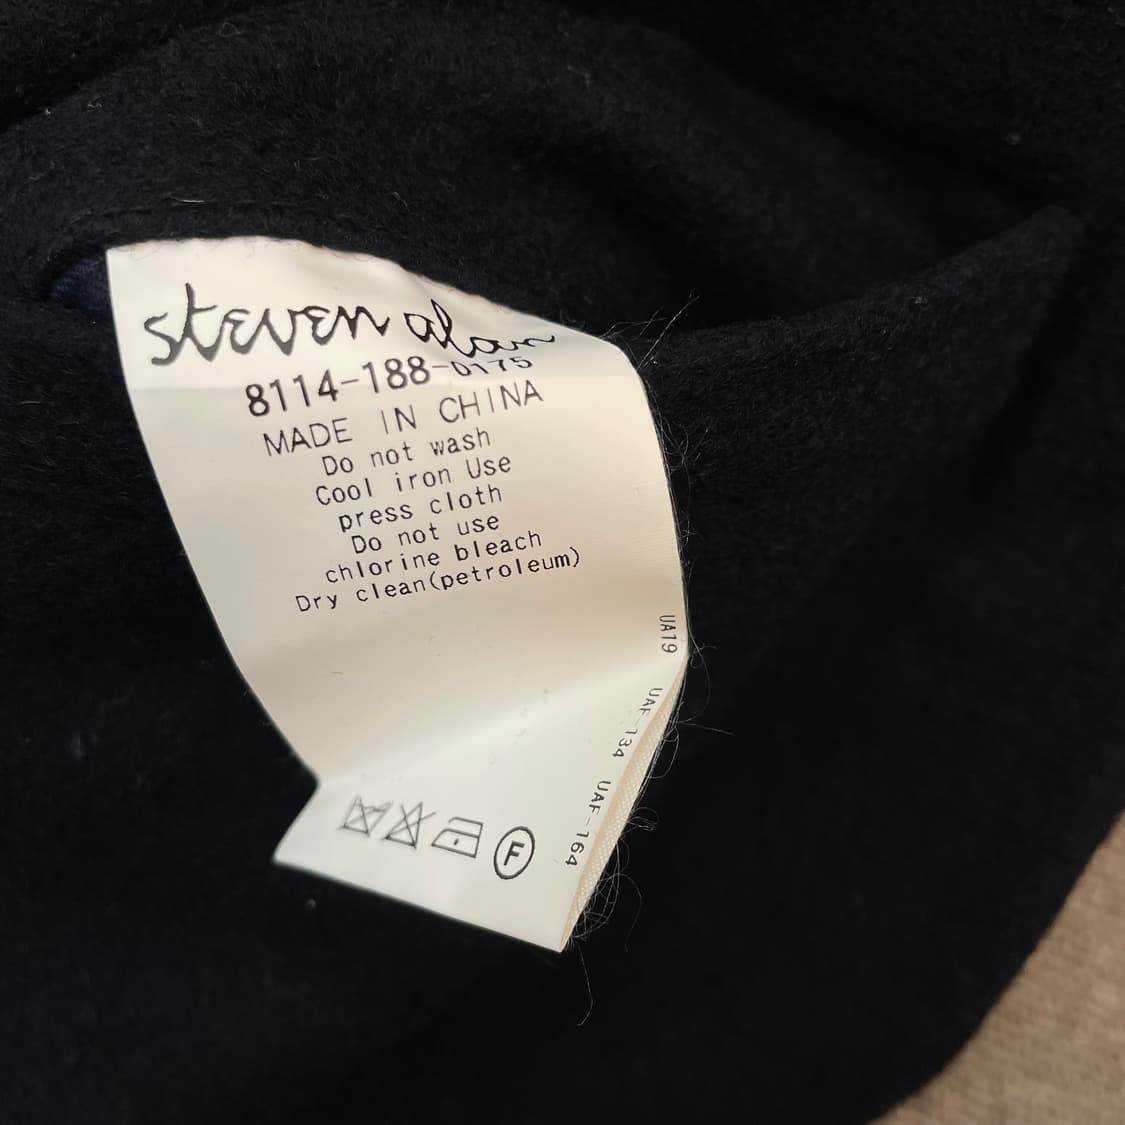 steven alan
8114-188-0175
MADE IN CHINA
Do not wash
Cool iron Use
press cloth
Do not use
chlorine bleach
Dry clean(petroleum)
UA19 UAF-134 UAF-164
F